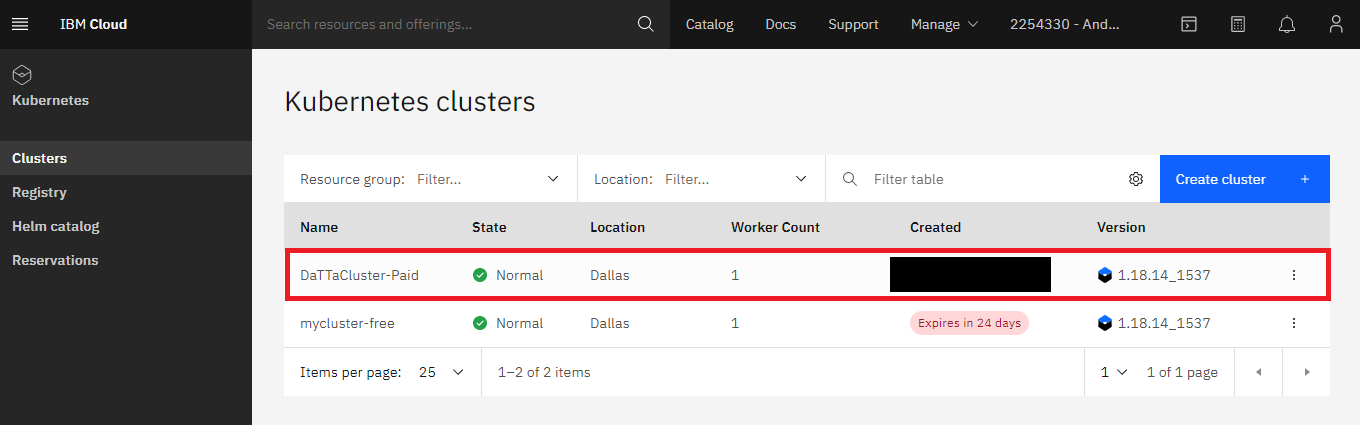 IBM Cloud Search resources and offerings... Catalog Docs Support Manage 2254330 - And...
Kubernetes
Clusters
Registry
Helm catalog
Reservations
Kubernetes clusters
Resource group: Filter... Location: Filter... Filter table Create cluster +
Name State Location Worker Count Created Version
DaTTaCluster-Paid Normal Dallas 1 1.18.14_1537
mycluster-free Normal Dallas 1 Expires in 24 days 1.18.14_1537
Items per page: 25 1–2 of 2 items 1 1 of 1 page